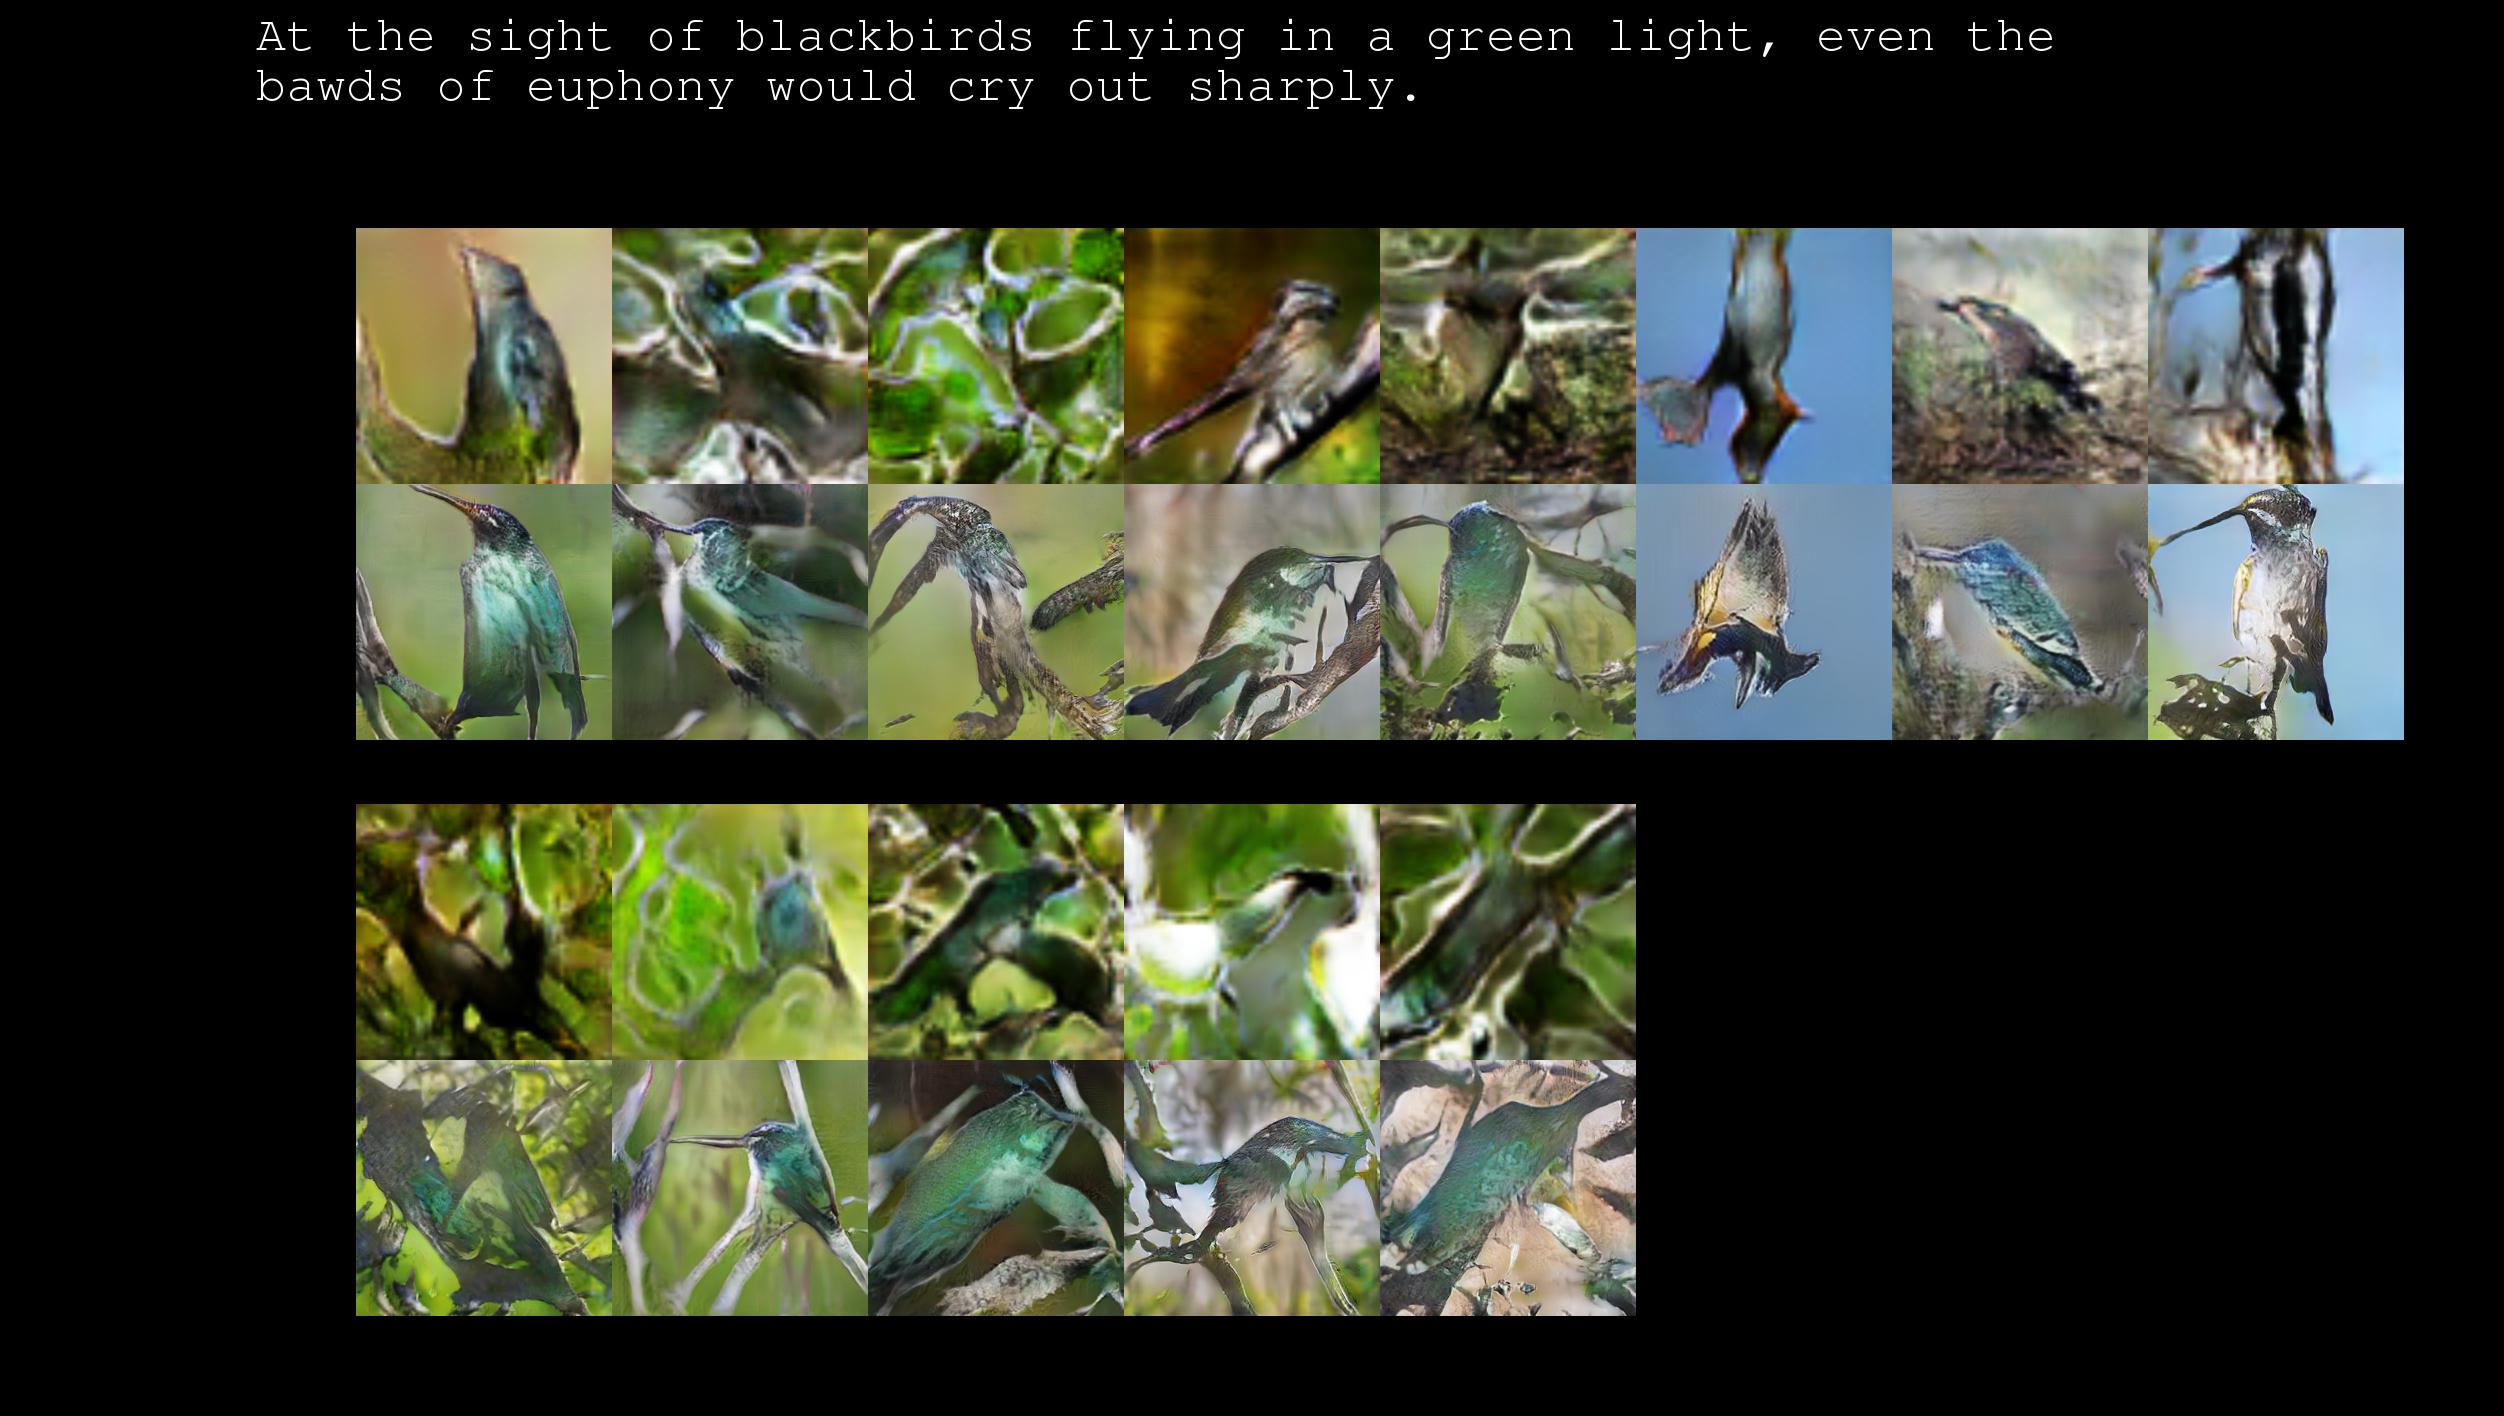 At the sight of blackbirds flying in a green light, even the
bawds of euphony would cry out sharply.